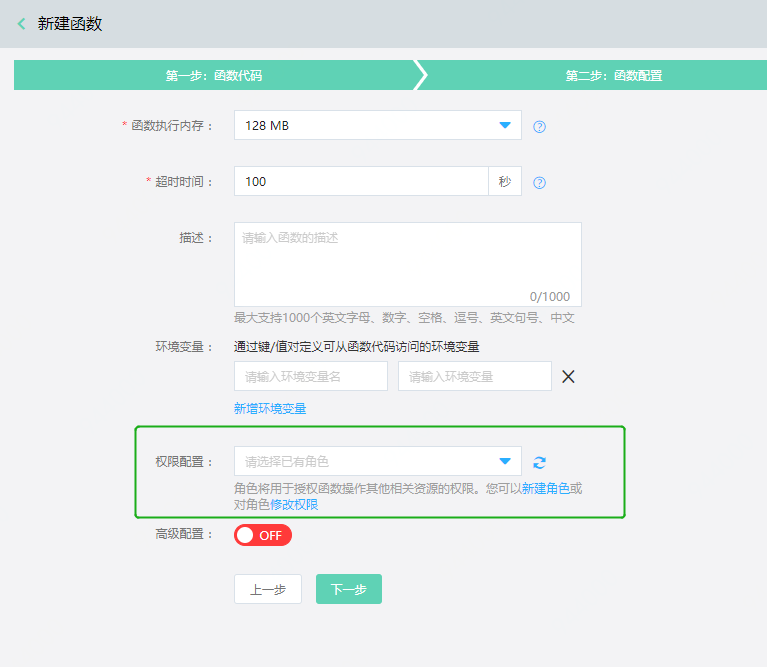 新建函数
第一步：函数代码
第二步：函数配置
* 函数执行内存：
128 MB
* 超时时间：
100
秒
描述：
请输入函数的描述
0/1000
最大支持1000个英文字母、数字、空格、逗号、英文句号、中文
环境变量：
通过键/值对定义可从函数代码访问的环境变量
请输入环境变量名
请输入环境变量
新增环境变量
权限配置：
请选择已有角色
角色将用于授权函数操作其他相关资源的权限。您可以新建角色或
对角色修改权限
高级配置：
OFF
上一步
下一步